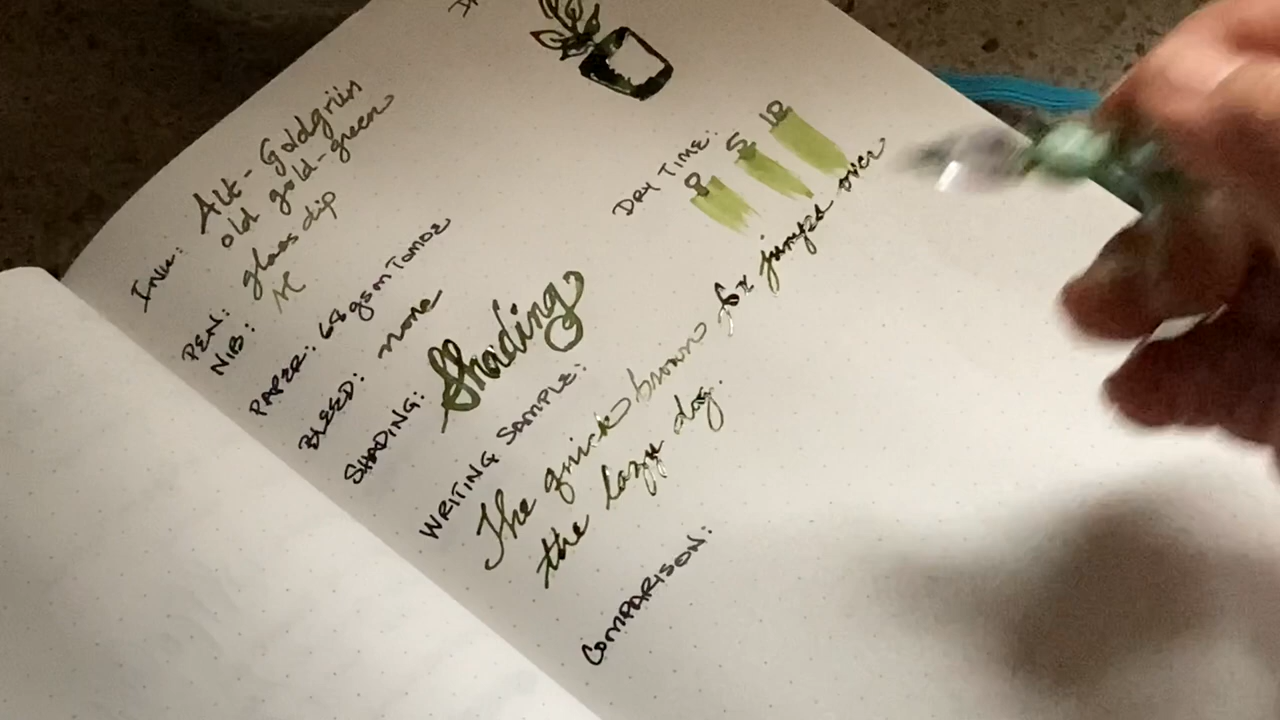 INK: Alt-Goldgrün
old gold-green
PEN: glass dip
NIB: M
PAPER: 68gsm Tomoe
BLEED: none
SHADING: Shading
DRY TIME: 8 5 10
WRITING SAMPLE:
The quick brown fox jumped over
the lazy dog.
COMPARISON: